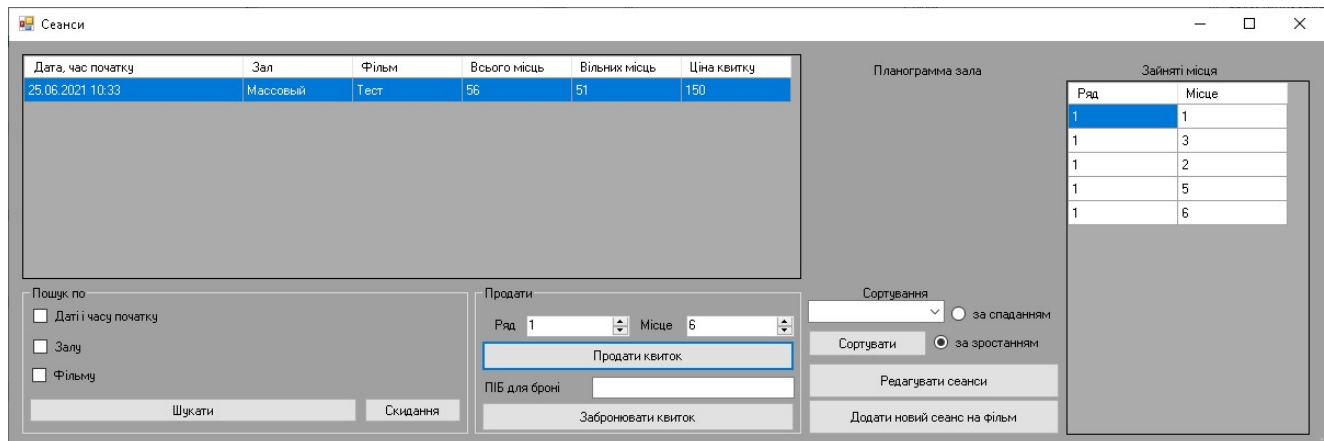 Сеанси
Дата, час початку Зал Фільм Всього місць Вільних місць Ціна квитку
25.06.2021 10:33 Массовый Тест 56 51 150
Планограмма зала
Зайняті місця
Ряд Місце
1 1
1 3
1 2
1 5
1 6
Пошук по
Даті і часу початку
Залу
Фільму
Шукати Скидання
Продати
Ряд 1 Місце 6
Продати квиток
ПІБ для броні
Забронювати квиток
Сортування
за спаданням
Сортувати за зростанням
Редагувати сеанси
Додати новий сеанс на фільм